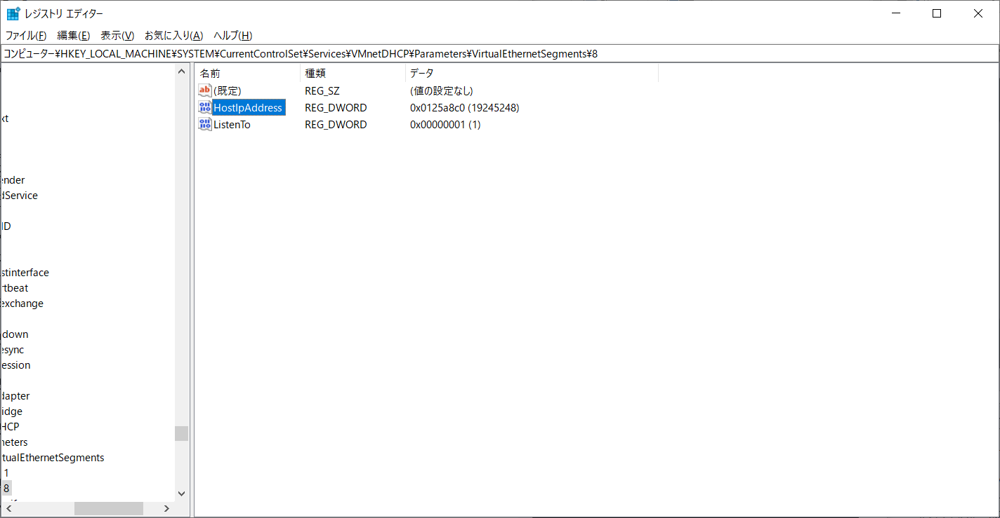 レジストリ エディター
ファイル(F) 編集(E) 表示(V) お気に入り(A) ヘルプ(H)
コンピューター¥HKEY_LOCAL_MACHINE¥SYSTEM¥CurrentControlSet¥Services¥VMnetDHCP¥Parameters¥VirtualEthernetSegments¥8
名前 種類 データ
(既定) REG_SZ (値の設定なし)
HostIpAddress REG_DWORD 0x0125a8c0 (19245248)
ListenTo REG_DWORD 0x00000001 (1)
xt
ender
dService
ID
stinterface
rtbeat
exchange
down
esync
ession
dapter
idge
HCP
neters
tualEthernetSegments
1
8